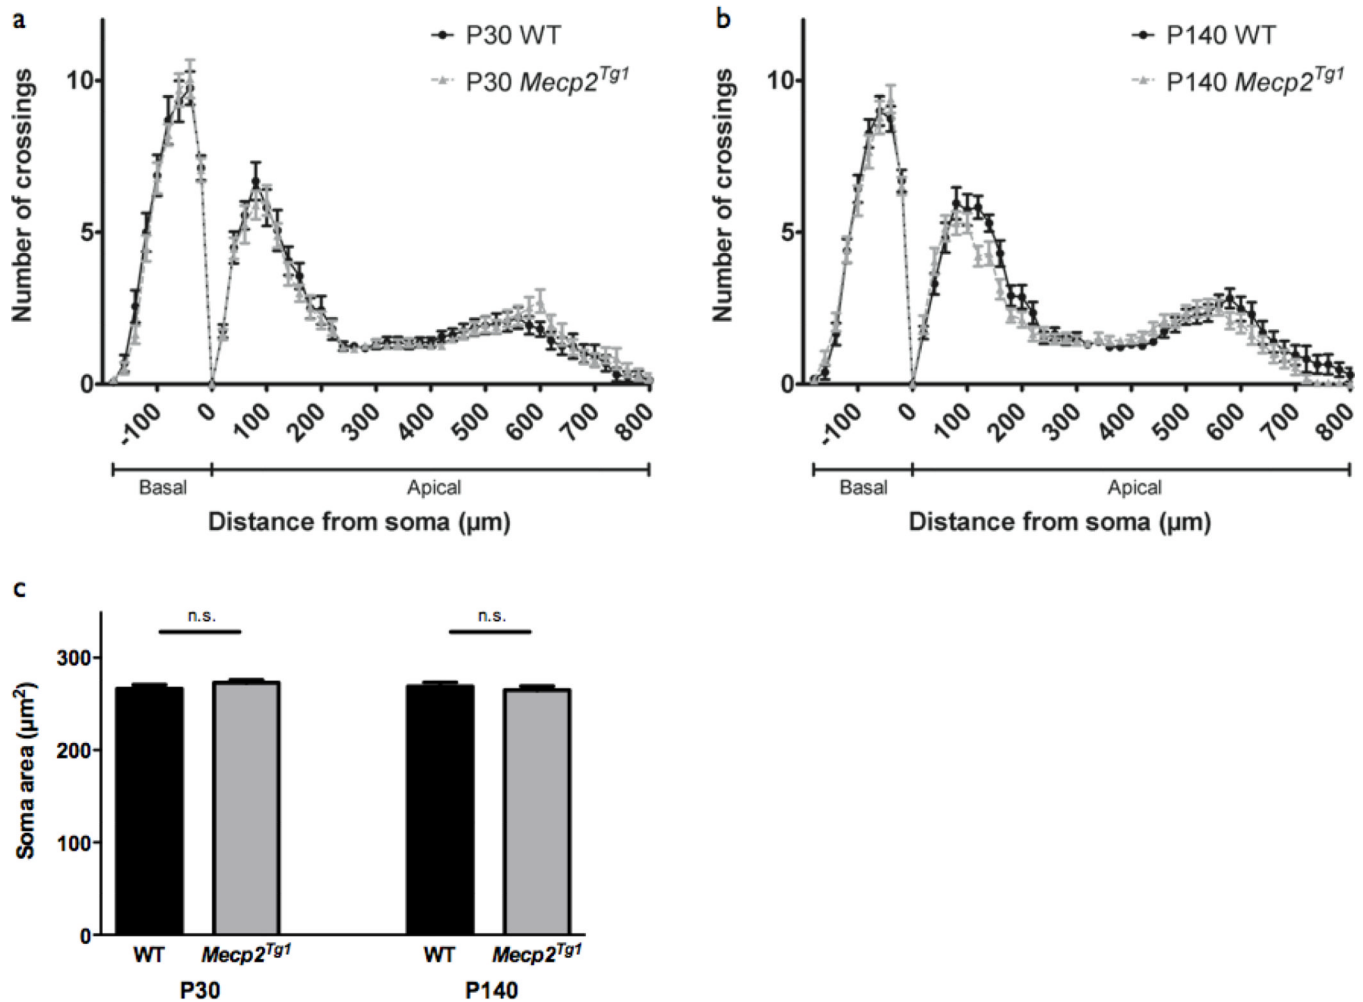 a
P30 WT
P30 Mecp2Tg1
Number of crossings
10
5
0
-100 0 100 200 300 400 500 600 700 800
Basal Apical
Distance from soma (µm)
b
P140 WT
P140 Mecp2Tg1
Number of crossings
10
5
0
-100 0 100 200 300 400 500 600 700 800
Basal Apical
Distance from soma (µm)
c
n.s. n.s.
Soma area (µm2)
300
200
100
0
WT Mecp2Tg1 WT Mecp2Tg1
P30 P140